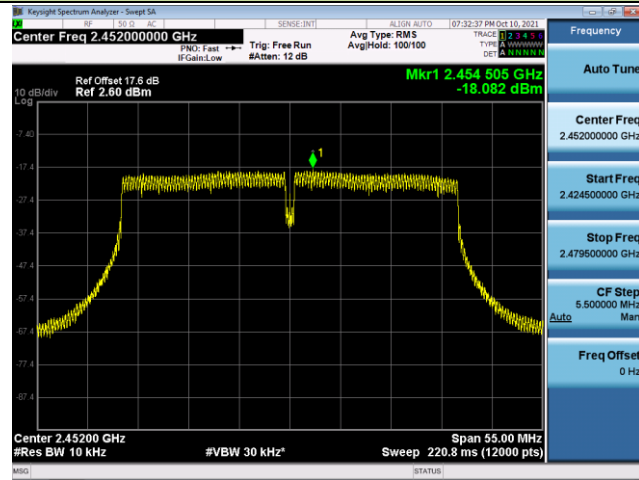 Keysight Spectrum Analyzer - Swept SA
RF 50 Ω AC SENSE:INT ALIGN AUTO 07:32:37 PM Oct 10, 2021
Center Freq 2.452000000 GHz
PNO: Fast
IFGain:Low
Trig: Free Run
#Atten: 12 dB
Avg Type: RMS
Avg|Hold: 100/100
TRACE 1 2 3 4 5 6
TYPE A WWWWW
DET A N N N N N
Ref Offset 17.6 dB
Ref 2.60 dBm
10 dB/div
Log
Mkr1 2.454 505 GHz
-18.082 dBm
1
-7.40
-17.4
-27.4
-37.4
-47.4
-57.4
-67.4
-77.4
-87.4
Center 2.45200 GHz
#Res BW 10 kHz
#VBW 30 kHz*
Span 55.00 MHz
Sweep 220.8 ms (12000 pts)
MSG
STATUS
Frequency
Auto Tune
Center Freq
2.452000000 GHz
Start Freq
2.424500000 GHz
Stop Freq
2.479500000 GHz
CF Step
5.500000 MHz
Auto Man
Freq Offset
0 Hz